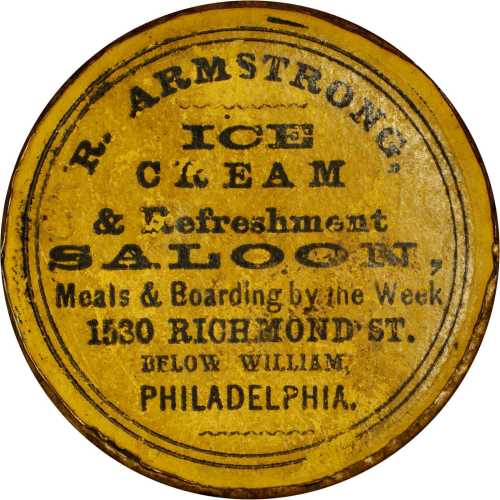 R. ARMSTRONG,
ICE
CREAM
& Refreshment
SALOON,
Meals & Boarding by the Week
1530 RICHMOND ST.
BELOW WILLIAM,
PHILADELPHIA.